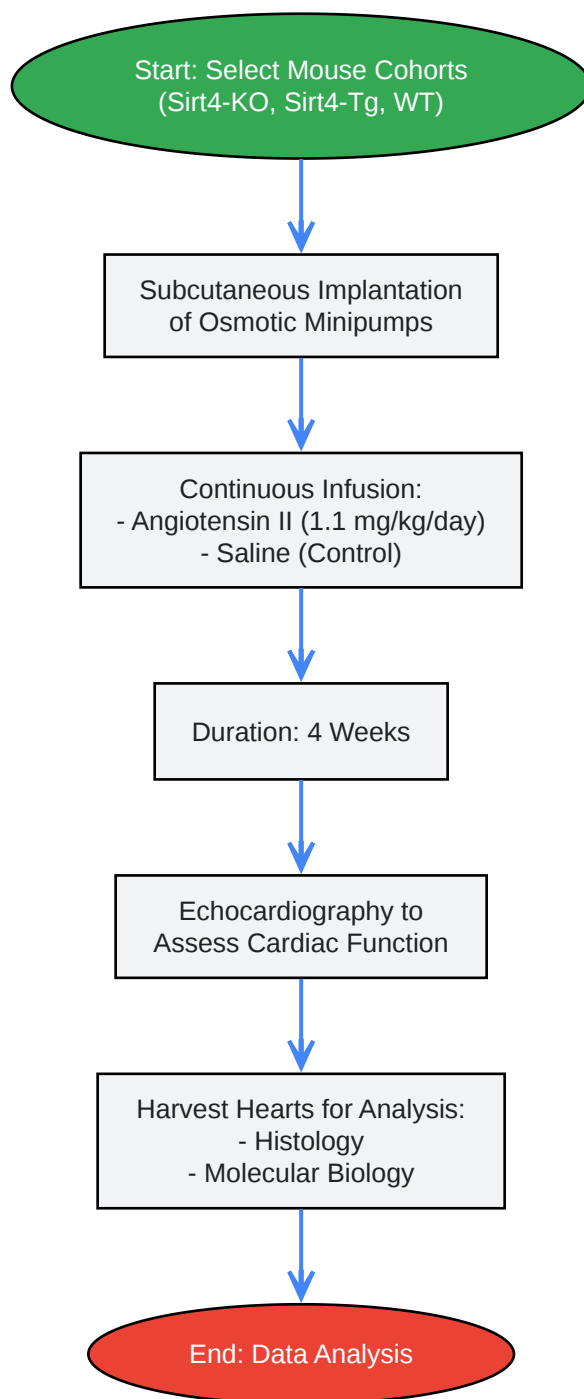 Start: Select Mouse Cohorts
(Sirt4-KO, Sirt4-Tg, WT)
Subcutaneous Implantation
of Osmotic Minipumps
Continuous Infusion:
- Angiotensin II (1.1 mg/kg/day)
- Saline (Control)
Duration: 4 Weeks
Echocardiography to
Assess Cardiac Function
Harvest Hearts for Analysis:
- Histology
- Molecular Biology
End: Data Analysis